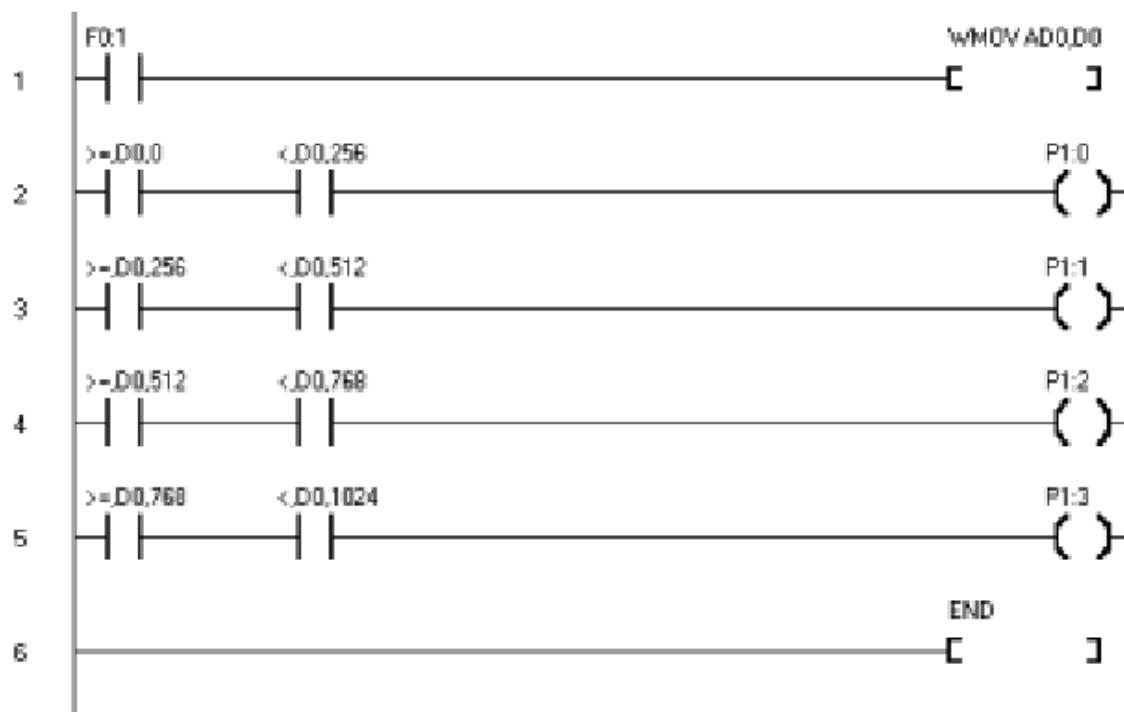 F0:1 WMOV AD0,D0
1
>=,D0,0 <,D0,256 P1:0
2
>=,D0,256 <,D0,512 P1:1
3
>=,D0,512 <,D0,768 P1:2
4
>=,D0,768 <,D0,1024 P1:3
5
END
6